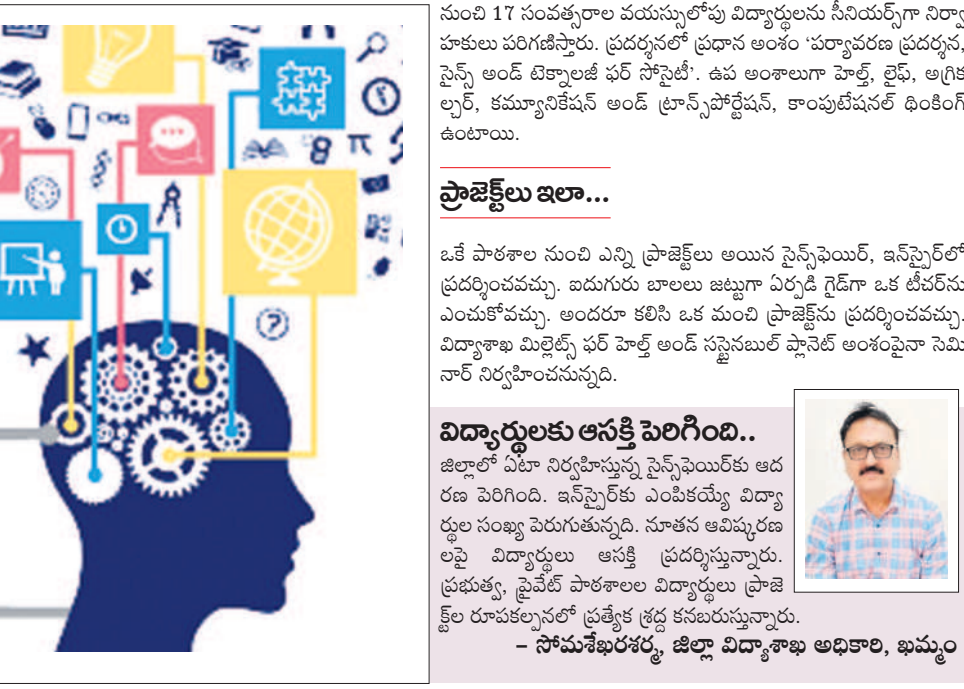 నుంచి 17 సంవత్సరాల వయస్సులోపు విద్యార్థులను సీనియర్స్‌గా నిర్వా
హకులు పరిగణిస్తారు. ప్రదర్శనలో ప్రధాన అంశం ‘పర్యావరణ ప్రదర్శన,
సైన్స్ అండ్ టెక్నాలజీ ఫర్ సోసైటీ’. ఉప అంశాలుగా హెల్త్, లైఫ్, అగ్రిక
ల్చర్, కమ్యూనికేషన్ అండ్ ట్రాన్స్‌పోర్టేషన్, కాంపుటేషనల్ థింకింగ్
ఉంటాయి.
ప్రాజెక్ట్‌లు ఇలా...
ఒకే పాఠశాల నుంచి ఎన్ని ప్రాజెక్ట్‌లు అయిన సైన్స్‌ఫెయిర్, ఇన్‌స్పైర్‌లో
ప్రదర్శించవచ్చు. ఐదుగురు బాలలు జట్టుగా ఏర్పడి గైడ్‌గా ఒక టీచర్‌ను
ఎంచుకోవచ్చు. అందరూ కలిసి ఒక మంచి ప్రాజెక్ట్‌ను ప్రదర్శించవచ్చు.
విద్యాశాఖ మిల్లెట్స్ ఫర్ హెల్త్ అండ్ సస్టైనబుల్ ప్లానెట్ అంశంపైనా సెమి
నార్ నిర్వహించనున్నది.
విద్యార్థులకు ఆసక్తి పెరిగింది..
జిల్లాలో ఏటా నిర్వహిస్తున్న సైన్స్‌ఫెయిర్‌కు ఆద
రణ పెరిగింది. ఇన్‌స్పైర్‌కు ఎంపికయ్యే విద్యా
ర్థుల సంఖ్య పెరుగుతున్నది. నూతన ఆవిష్కరణ
లపై విద్యార్థులు ఆసక్తి ప్రదర్శిస్తున్నారు.
ప్రభుత్వ, ప్రైవేట్ పాఠశాలల విద్యార్థులు ప్రాజె
క్ట్‌ల రూపకల్పనలో ప్రత్యేక శ్రద్ధ కనబరుస్తున్నారు.
– సోమశేఖరశర్మ, జిల్లా విద్యాశాఖ అధికారి, ఖమ్మం